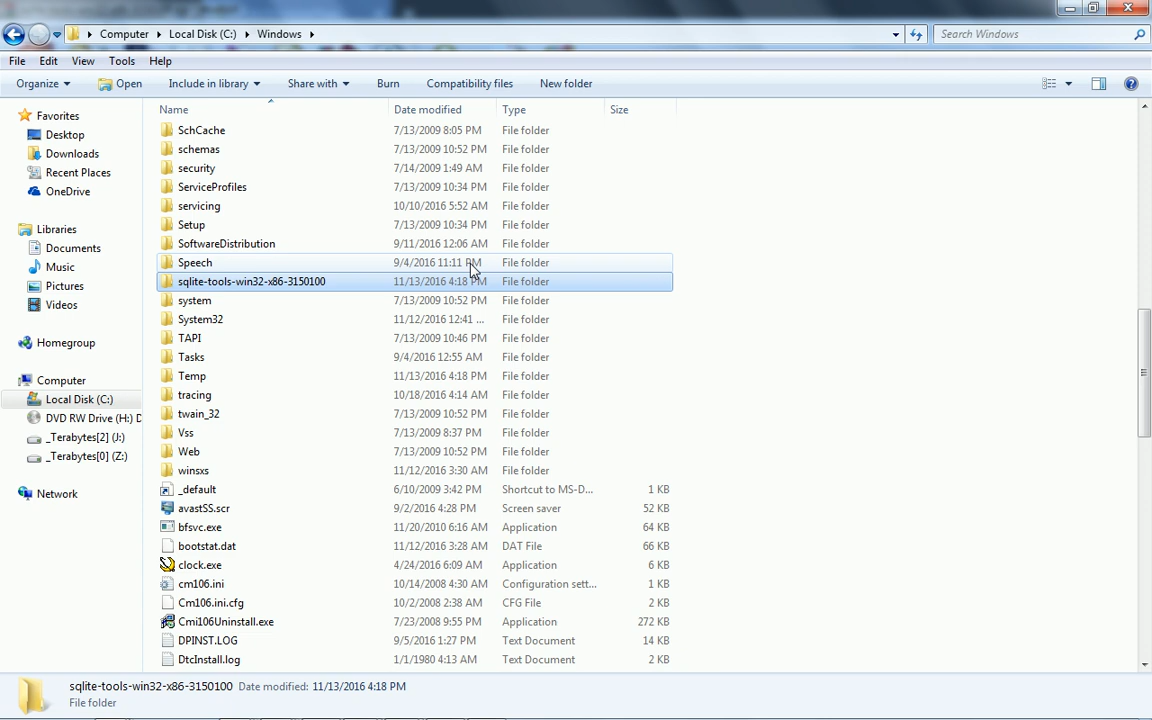 Computer Local Disk (C:) Windows Search Windows
File Edit View Tools Help
Organize Open Include in library Share with Burn Compatibility files New folder
Name Date modified Type Size
Favorites
Desktop
Downloads
Recent Places
OneDrive
Libraries
Documents
Music
Pictures
Videos
Homegroup
Computer
Local Disk (C:)
DVD RW Drive (H:) D
_Terabytes[2] (J:)
_Terabytes[0] (Z:)
Network
SchCache 7/13/2009 8:05 PM File folder
schemas 7/13/2009 10:52 PM File folder
security 7/14/2009 1:49 AM File folder
ServiceProfiles 7/13/2009 10:34 PM File folder
servicing 10/10/2016 5:52 AM File folder
Setup 7/13/2009 10:34 PM File folder
SoftwareDistribution 9/11/2016 12:06 AM File folder
Speech 9/4/2016 11:11 PM File folder
sqlite-tools-win32-x86-3150100 11/13/2016 4:18 PM File folder
system 7/13/2009 10:52 PM File folder
System32 11/12/2016 12:41 ... File folder
TAPI 7/13/2009 10:46 PM File folder
Tasks 9/4/2016 12:55 AM File folder
Temp 11/13/2016 4:18 PM File folder
tracing 10/18/2016 4:14 AM File folder
twain_32 7/13/2009 10:52 PM File folder
Vss 7/13/2009 8:37 PM File folder
Web 7/13/2009 10:52 PM File folder
winsxs 11/12/2016 3:30 AM File folder
_default 6/10/2009 3:42 PM Shortcut to MS-D... 1 KB
avastSS.scr 9/2/2016 4:28 PM Screen saver 52 KB
bfsvc.exe 11/20/2010 6:16 AM Application 64 KB
bootstat.dat 11/12/2016 3:28 AM DAT File 66 KB
clock.exe 4/24/2016 6:09 AM Application 6 KB
cm106.ini 10/14/2008 4:30 AM Configuration sett... 1 KB
Cm106.ini.cfg 10/2/2008 2:38 AM CFG File 2 KB
Cmi106Uninstall.exe 7/23/2008 9:55 PM Application 272 KB
DPINST.LOG 9/5/2016 1:27 PM Text Document 14 KB
DtcInstall.log 1/1/1980 4:13 AM Text Document 2 KB
sqlite-tools-win32-x86-3150100 Date modified: 11/13/2016 4:18 PM
File folder